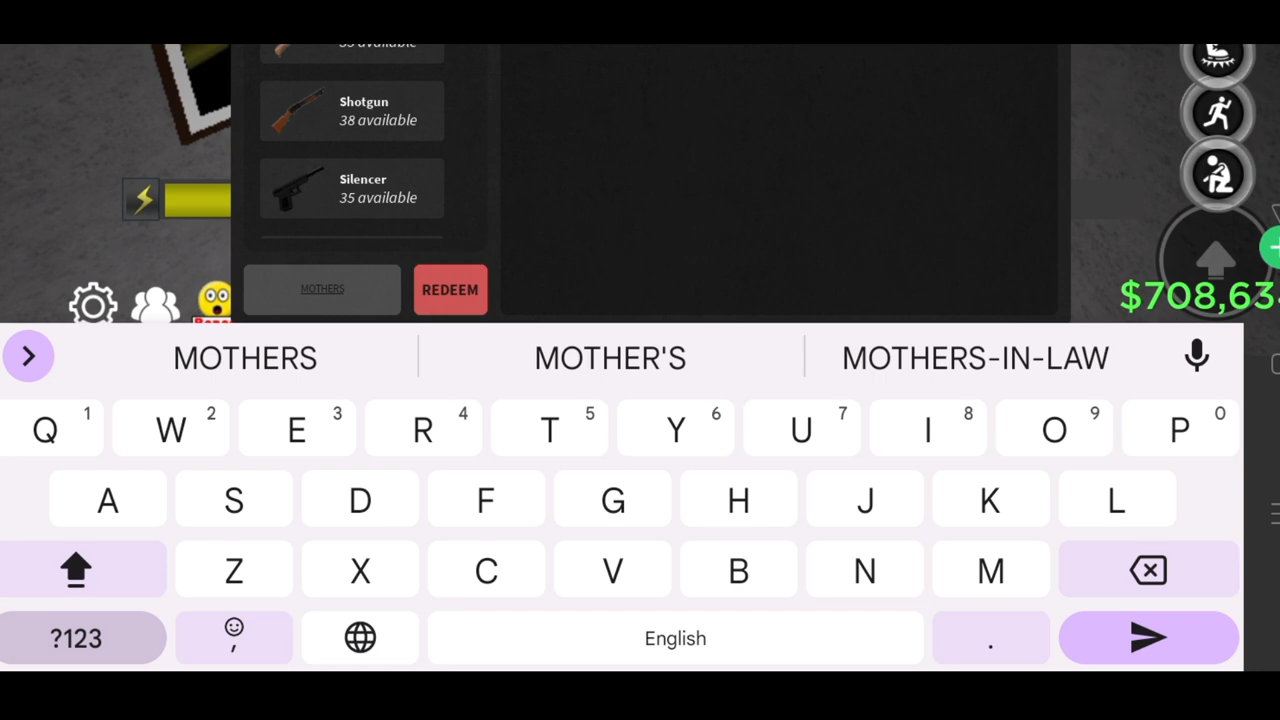 available
Shotgun
38 available
Silencer
35 available
MOTHERS
REDEEM
$708,63
MOTHERS MOTHER'S MOTHERS-IN-LAW
Q 1 W 2 E 3 R 4 T 5 Y 6 U 7 I 8 O 9 P 0
A S D F G H J K L
Z X C V B N M
?123 , English .